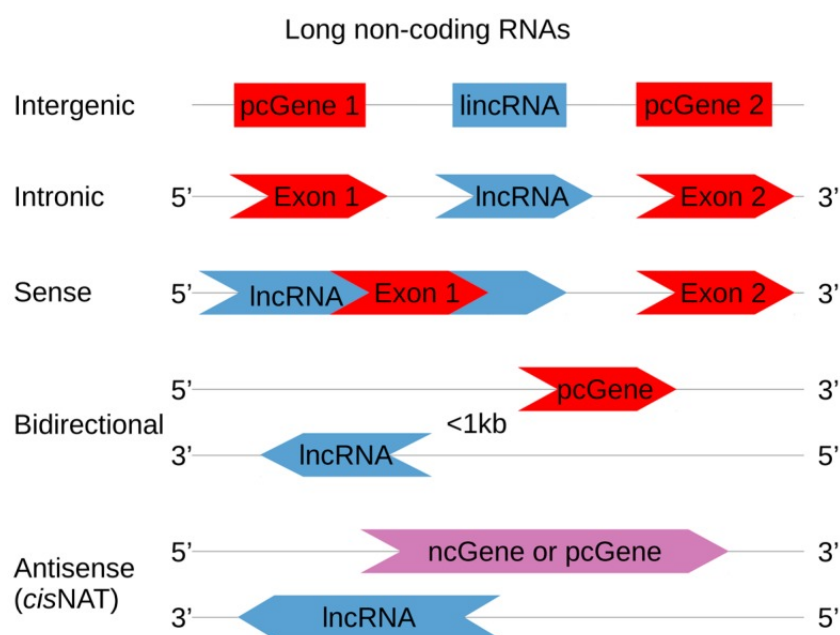 Long non-coding RNAs
Intergenic pcGene 1 lincRNA pcGene 2
Intronic 5’ Exon 1 lncRNA Exon 2 3’
Sense 5’ lncRNA Exon 1 Exon 2 3’
5’ pcGene 3’
Bidirectional <1kb
3’ lncRNA 5’
5’ ncGene or pcGene 3’
Antisense
(cisNAT)
3’ lncRNA 5’